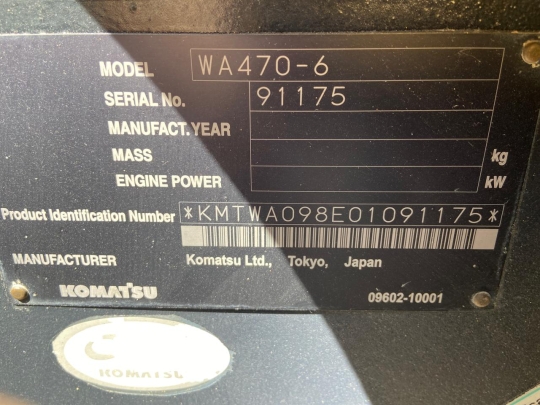 MODEL WA470-6
SERIAL No. 91175
MANUFACT.YEAR
MASS kg
ENGINE POWER kW
Product Identification Number *KMTWA098E01091175*
MANUFACTURER Komatsu Ltd., Tokyo, Japan
KOMATSU 09602-10001
KOMATSU